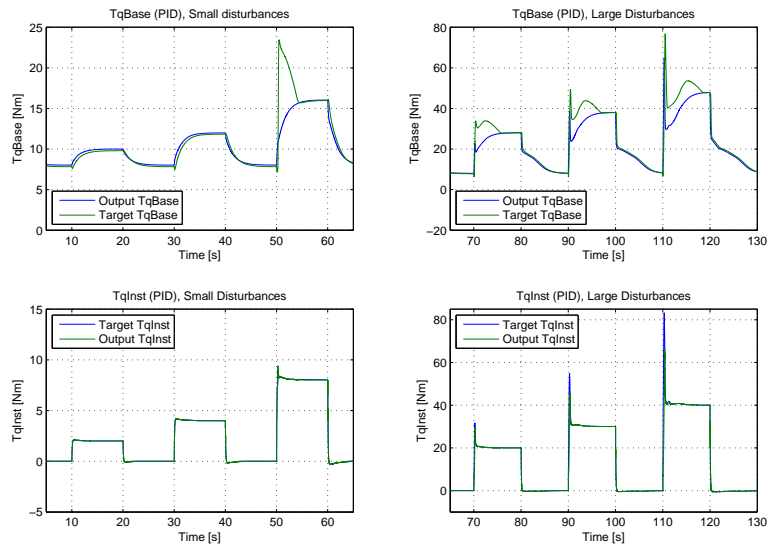 TqBase (PID), Small disturbances
25
20
15
10
5
0
TqBase [Nm]
Output TqBase
Target TqBase
10 20 30 40 50 60
Time [s]
TqBase (PID), Large Disturbances
80
60
40
20
0
−20
TqBase [Nm]
Output TqBase
Target TqBase
70 80 90 100 110 120 130
Time [s]
TqInst (PID), Small Disturbances
15
10
5
0
−5
TqInst [Nm]
Target TqInst
Output TqInst
10 20 30 40 50 60
Time [s]
TqInst (PID), Large Disturbances
80
60
40
20
0
TqInst [Nm]
Target TqInst
Output TqInst
70 80 90 100 110 120 130
Time [s]